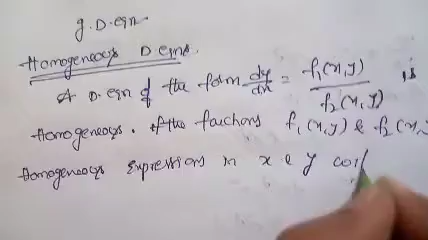 g.D.eqn
Homogeneous D eqns.
A D.eqn of the form dy/dx = f₁(x,y)/f₂(x,y) is
Homogeneous. if the functions f₁(x,y) & f₂(x,
Homogeneous expressions in x & y